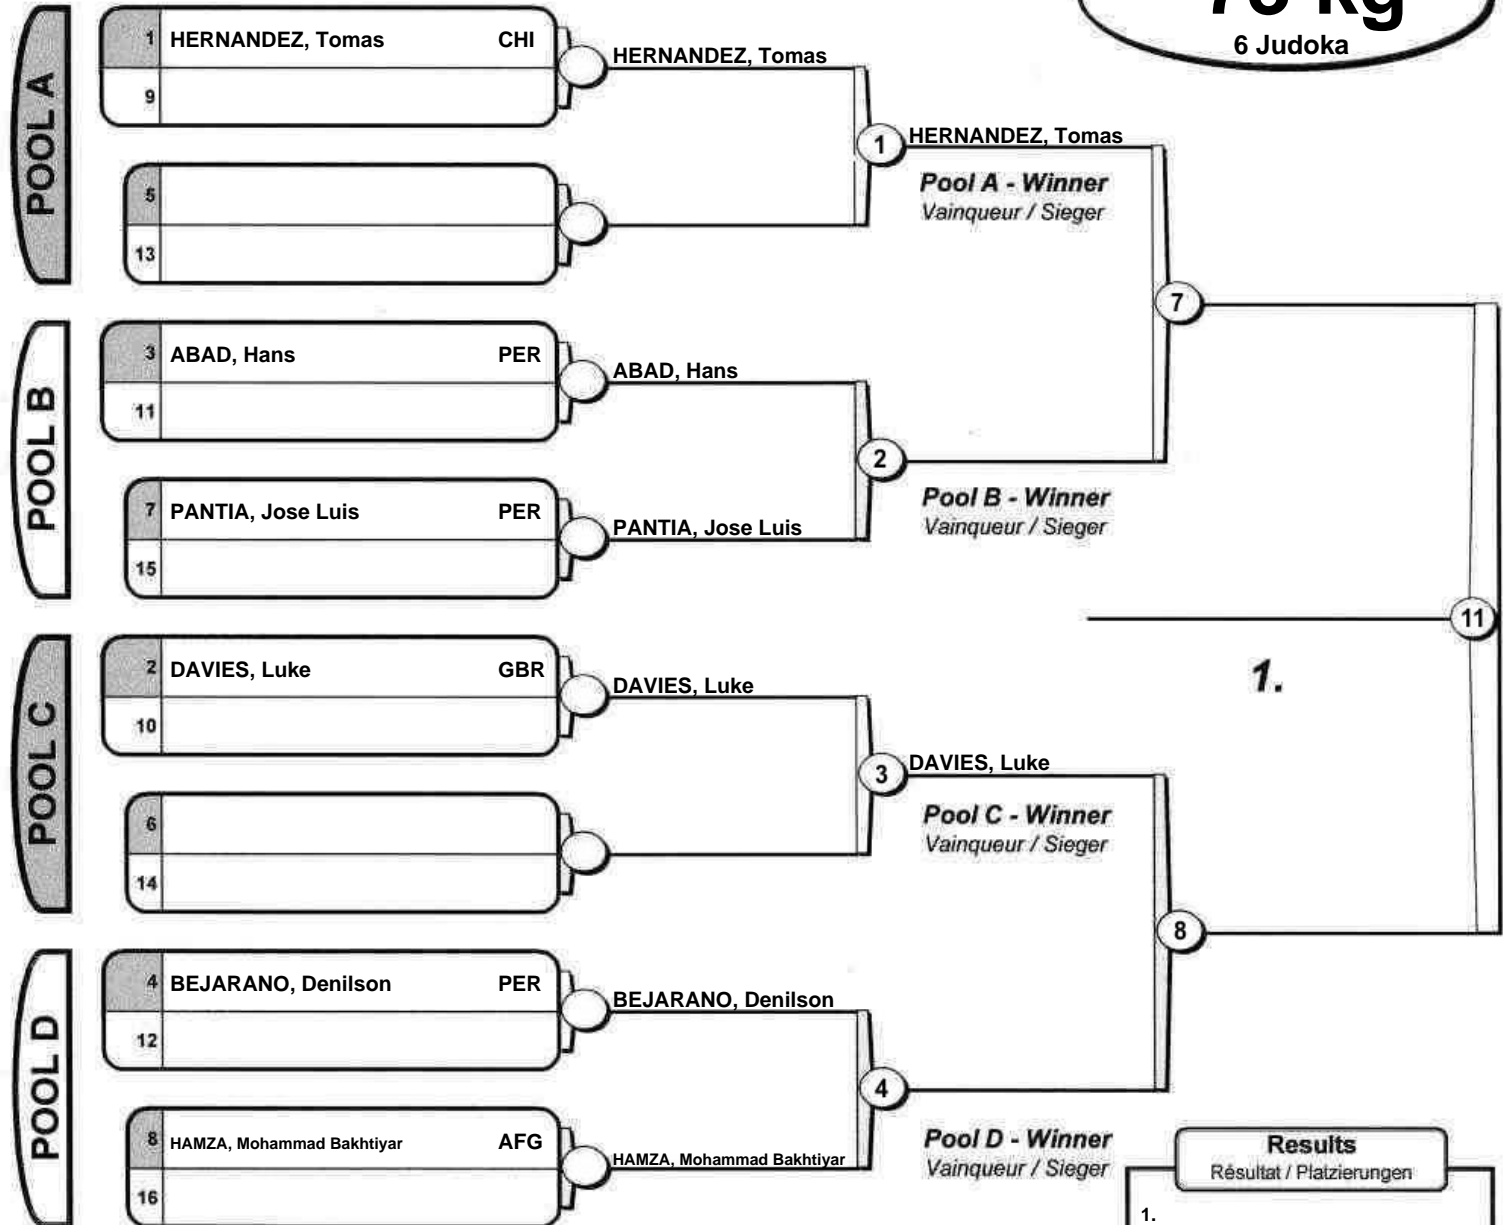 6 Judoka
POOL A
1 HERNANDEZ, Tomas CHI
9
HERNANDEZ, Tomas
5
13
1 HERNANDEZ, Tomas
Pool A - Winner
Vainqueur / Sieger
7
POOL B
3 ABAD, Hans PER
11
ABAD, Hans
7 PANTIA, Jose Luis PER
15
PANTIA, Jose Luis
2
Pool B - Winner
Vainqueur / Sieger
11
1.
POOL C
2 DAVIES, Luke GBR
10
DAVIES, Luke
6
14
3 DAVIES, Luke
Pool C - Winner
Vainqueur / Sieger
8
POOL D
4 BEJARANO, Denilson PER
12
BEJARANO, Denilson
8 HAMZA, Mohammad Bakhtiyar AFG
16
HAMZA, Mohammad Bakhtiyar
4
Pool D - Winner
Vainqueur / Sieger
Results
Résultat / Platzierungen
1.